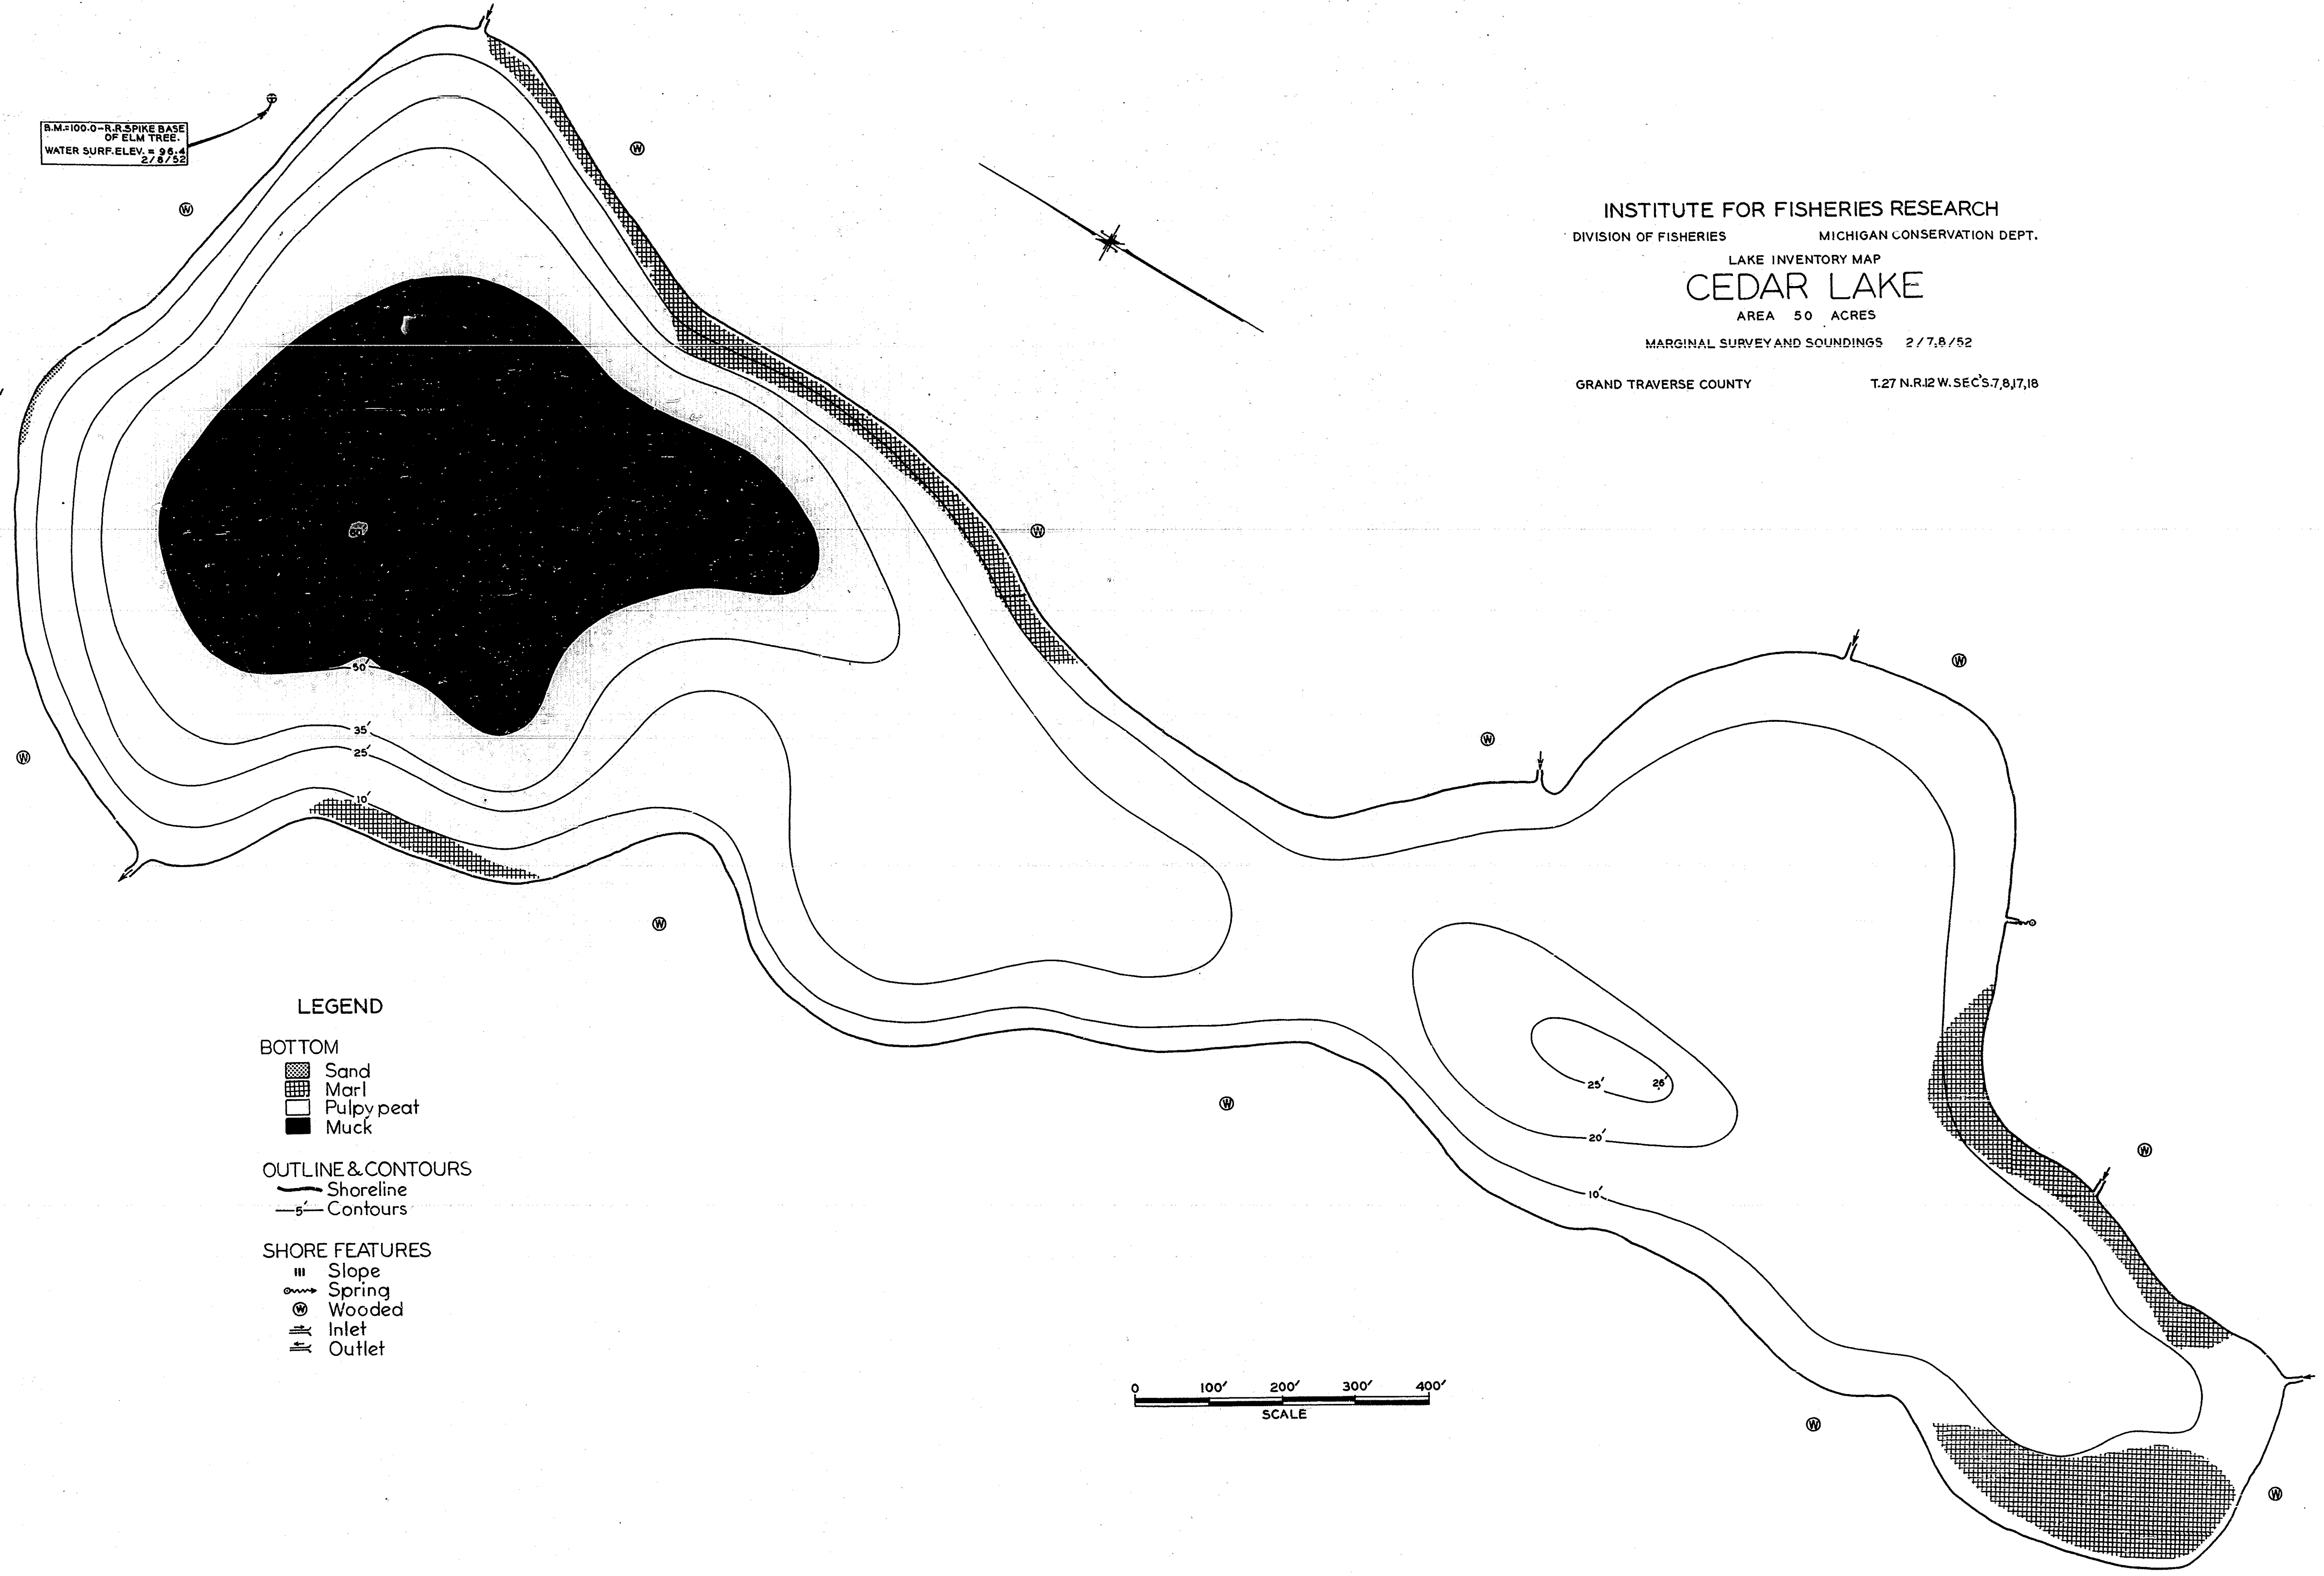 B.M.=100.0-R.R.SPIKE BASE
OF ELM TREE.
WATER SURF. ELEV. = 96.4
2/8/52
INSTITUTE FOR FISHERIES RESEARCH
DIVISION OF FISHERIES MICHIGAN CONSERVATION DEPT.
LAKE INVENTORY MAP
CEDAR LAKE
AREA 50 ACRES
MARGINAL SURVEY AND SOUNDINGS 2/7,8/52
GRAND TRAVERSE COUNTY T.27 N.R.12 W. SEC'S.7,8,17,18
W
W
W
W
W
W
W
W
W
W
W
W
50'
35'
25'
10'
25'
26'
20'
10'
LEGEND
BOTTOM
Sand
Marl
Pulpy peat
Muck
OUTLINE & CONTOURS
Shoreline
5' Contours
SHORE FEATURES
Slope
Spring
W Wooded
Inlet
Outlet
0 100' 200' 300' 400'
SCALE